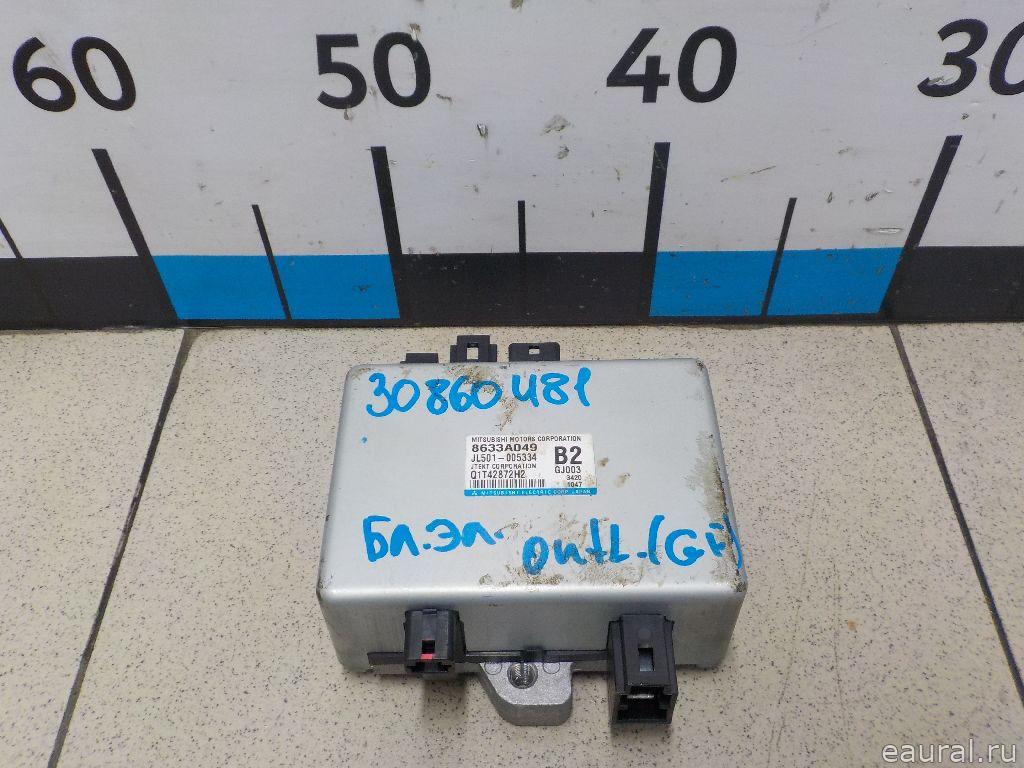 60 50 40 30
30860481
MITSUBISHI MOTORS CORPORATION
8633A049
JL501-005334
JTEKT CORPORATION
Q1T42872H2
B2
GJ003
3420
1047
MITSUBISHI ELECTRIC CORP. JAPAN
Бл.эл.
outL.(GF)
eaural.ru